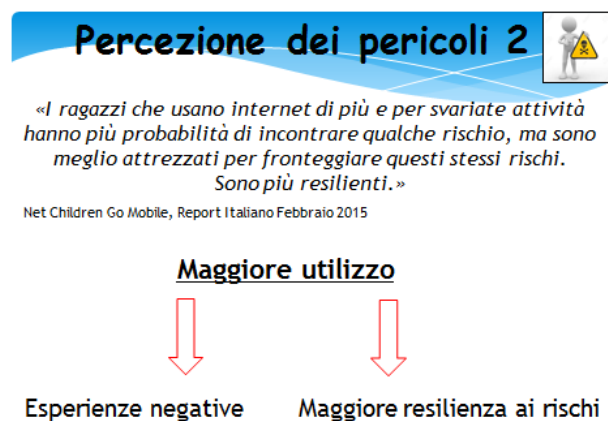 Percezione dei pericoli 2
«I ragazzi che usano internet di più e per svariate attività
hanno più probabilità di incontrare qualche rischio, ma sono
meglio attrezzati per fronteggiare questi stessi rischi.
Sono più resilienti.»
Net Children Go Mobile, Report Italiano Febbraio 2015
Maggiore utilizzo
Esperienze negative Maggiore resilienza ai rischi